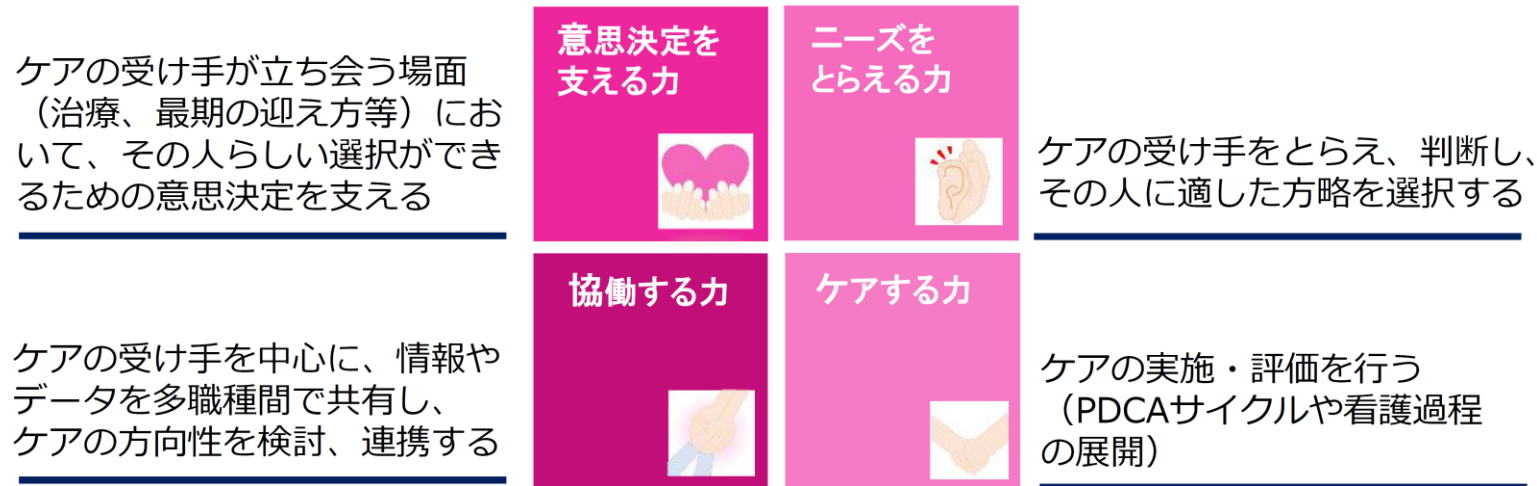 ケアの受け手が立ち会う場面
（治療、最期の迎え方等）にお
いて、その人らしい選択ができ
るための意思決定を支える
意思決定を
支える力
ニーズを
とらえる力
ケアの受け手をとらえ、判断し、
その人に適した方略を選択する
ケアの受け手を中心に、情報や
データを多職種間で共有し、
ケアの方向性を検討、連携する
協働する力
ケアする力
ケアの実施・評価を行う
（PDCAサイクルや看護過程
の展開）